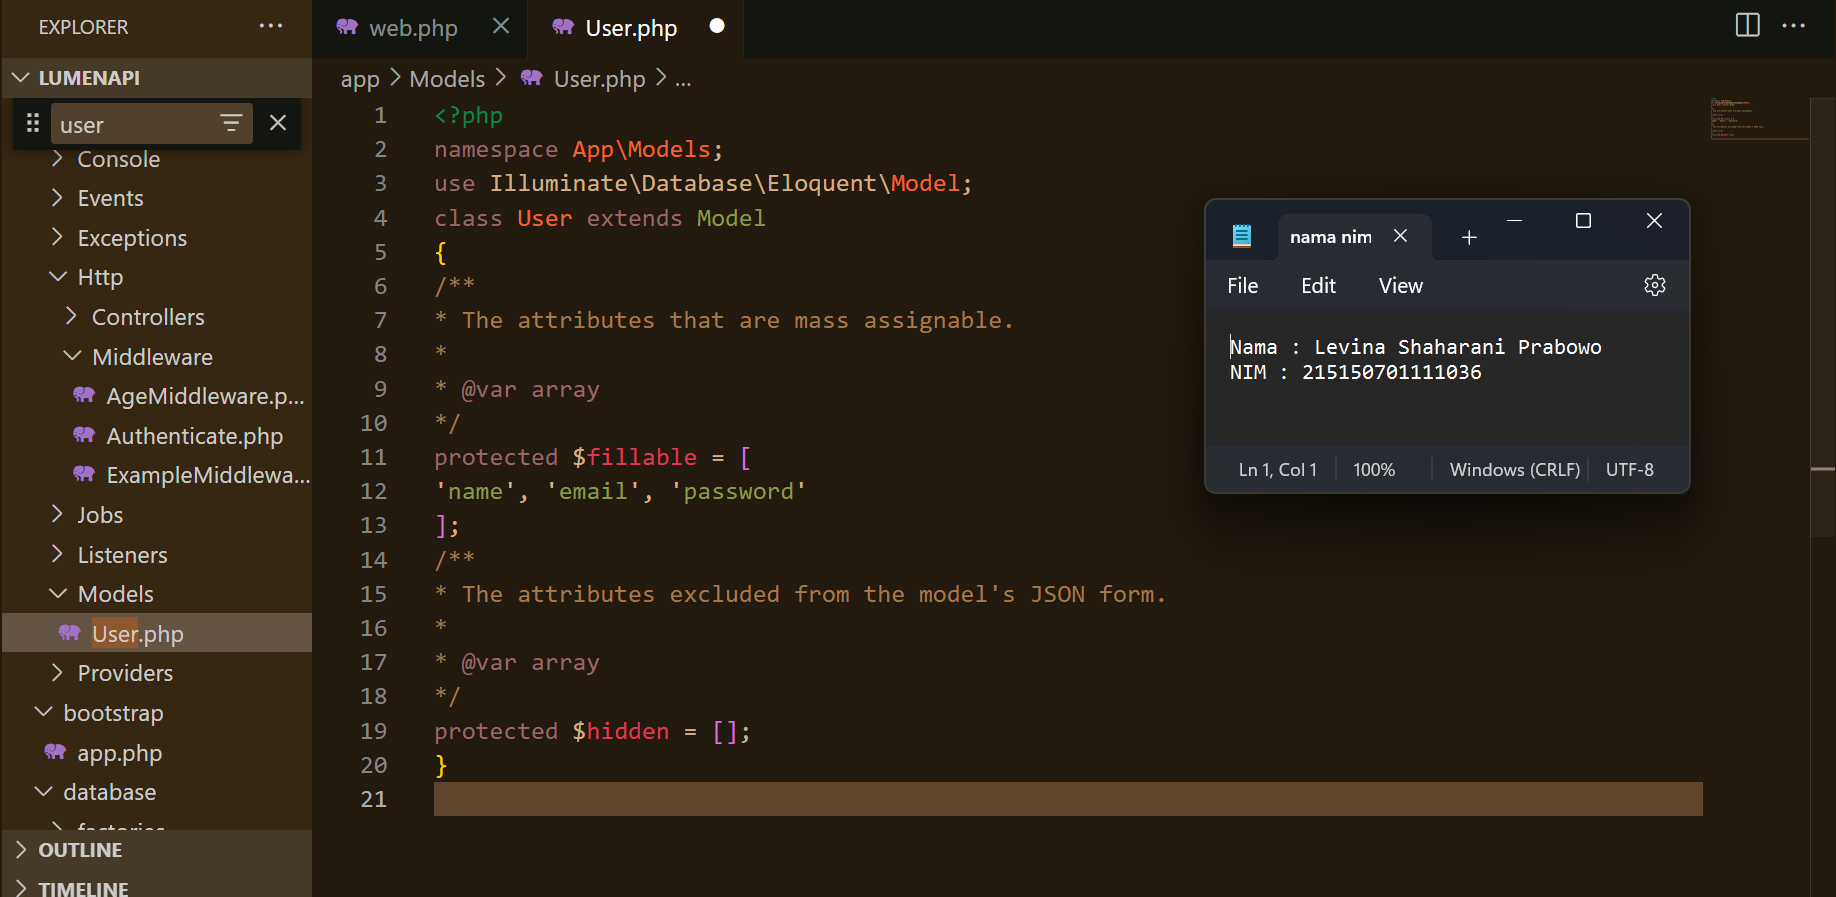 EXPLORER
LUMENAPI
user
Console
Events
Exceptions
Http
Controllers
Middleware
AgeMiddleware.p...
Authenticate.php
ExampleMiddlewa...
Jobs
Listeners
Models
User.php
Providers
bootstrap
app.php
database
factories
OUTLINE
TIMELINE
web.php
User.php
app > Models > User.php > ...
1 <?php
2 namespace App\Models;
3 use Illuminate\Database\Eloquent\Model;
4 class User extends Model
5 {
6 /**
7 * The attributes that are mass assignable.
8 *
9 * @var array
10 */
11 protected $fillable = [
12 'name', 'email', 'password'
13 ];
14 /**
15 * The attributes excluded from the model's JSON form.
16 *
17 * @var array
18 */
19 protected $hidden = [];
20 }
21
nama nim
File Edit View
Nama : Levina Shaharani Prabowo
NIM : 215150701111036
Ln 1, Col 1 100% Windows (CRLF) UTF-8